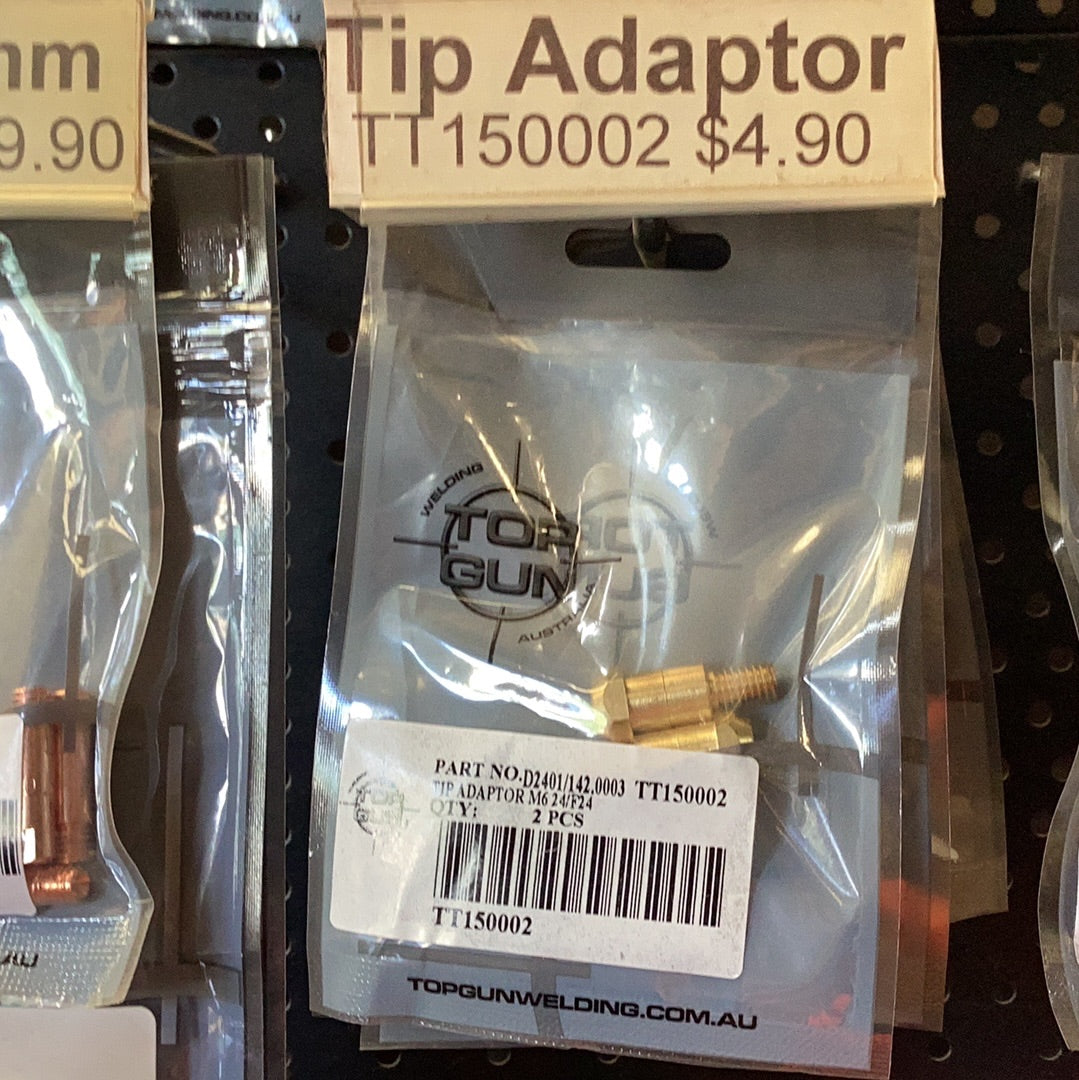 mm
9.90
Tip Adaptor
TT150002 $4.90
WELDING
TOP
GUN
AUSTRALIA
PART NO.D2401/142.0003 TT150002
TIP ADAPTOR M6 24/F24
QTY: 2 PCS
TT150002
TOPGUNWELDING.COM.AU